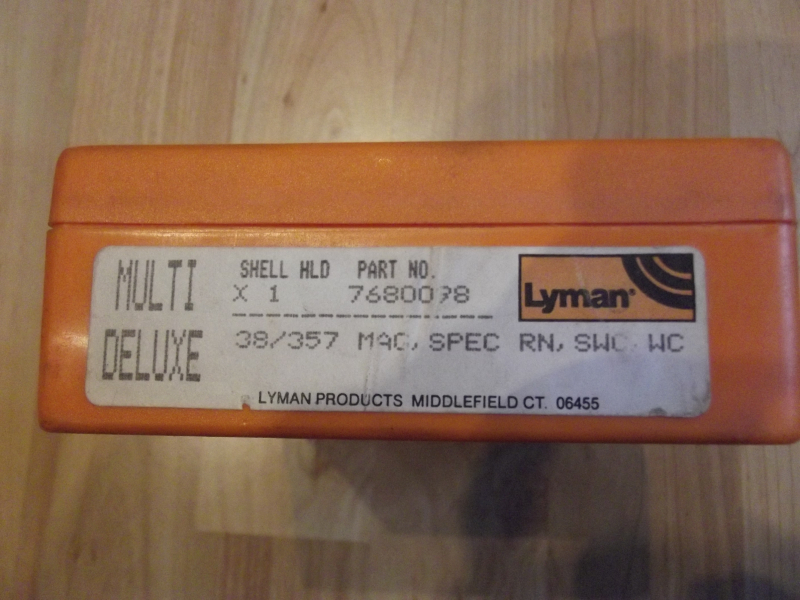 MULTI
DELUXE
SHELL HLD PART NO.
X 1 7680098
38/357 MAG, SPEC RN, SWC, WC
Lyman®
LYMAN PRODUCTS MIDDLEFIELD CT. 06455